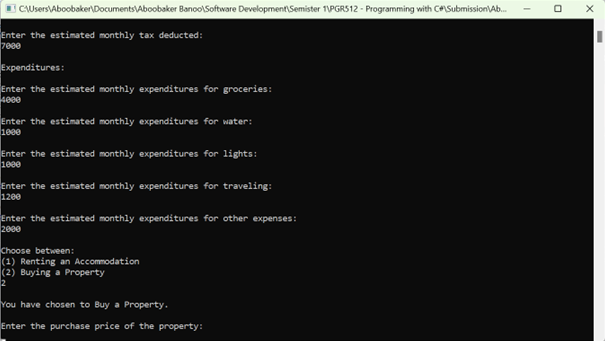 C:\Users\Aboobaker\Documents\Aboobaker Banoo\Software Development\Semister 1\PGR512 - Programming with C#\Submission\Ab...
Enter the estimated monthly tax deducted:
7000
Expenditures:
Enter the estimated monthly expenditures for groceries:
4000
Enter the estimated monthly expenditures for water:
1000
Enter the estimated monthly expenditures for lights:
1000
Enter the estimated monthly expenditures for traveling:
1200
Enter the estimated monthly expenditures for other expenses:
2000
Choose between:
(1) Renting an Accommodation
(2) Buying a Property
2
You have chosen to Buy a Property.
Enter the purchase price of the property: